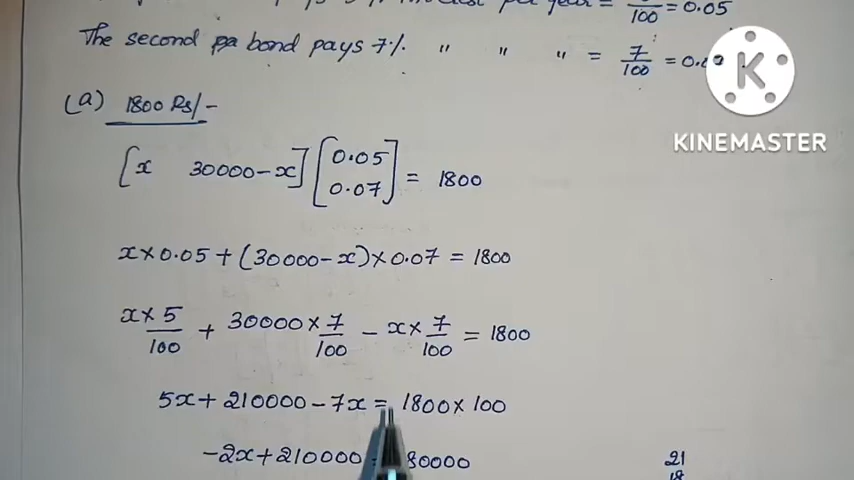 per year = /100 = 0.05
The second bond pays 7% " " " = 7/100 = 0.0
(a) 1800 Rs/-
[x 30000-x] [0.05 0.07] = 1800
x×0.05 + (30000-x)×0.07 = 1800
x×5/100 + 30000×7/100 - x×7/100 = 1800
5x + 210000 - 7x = 1800×100
-2x + 210000 80000
21
18
K
KINEMASTER